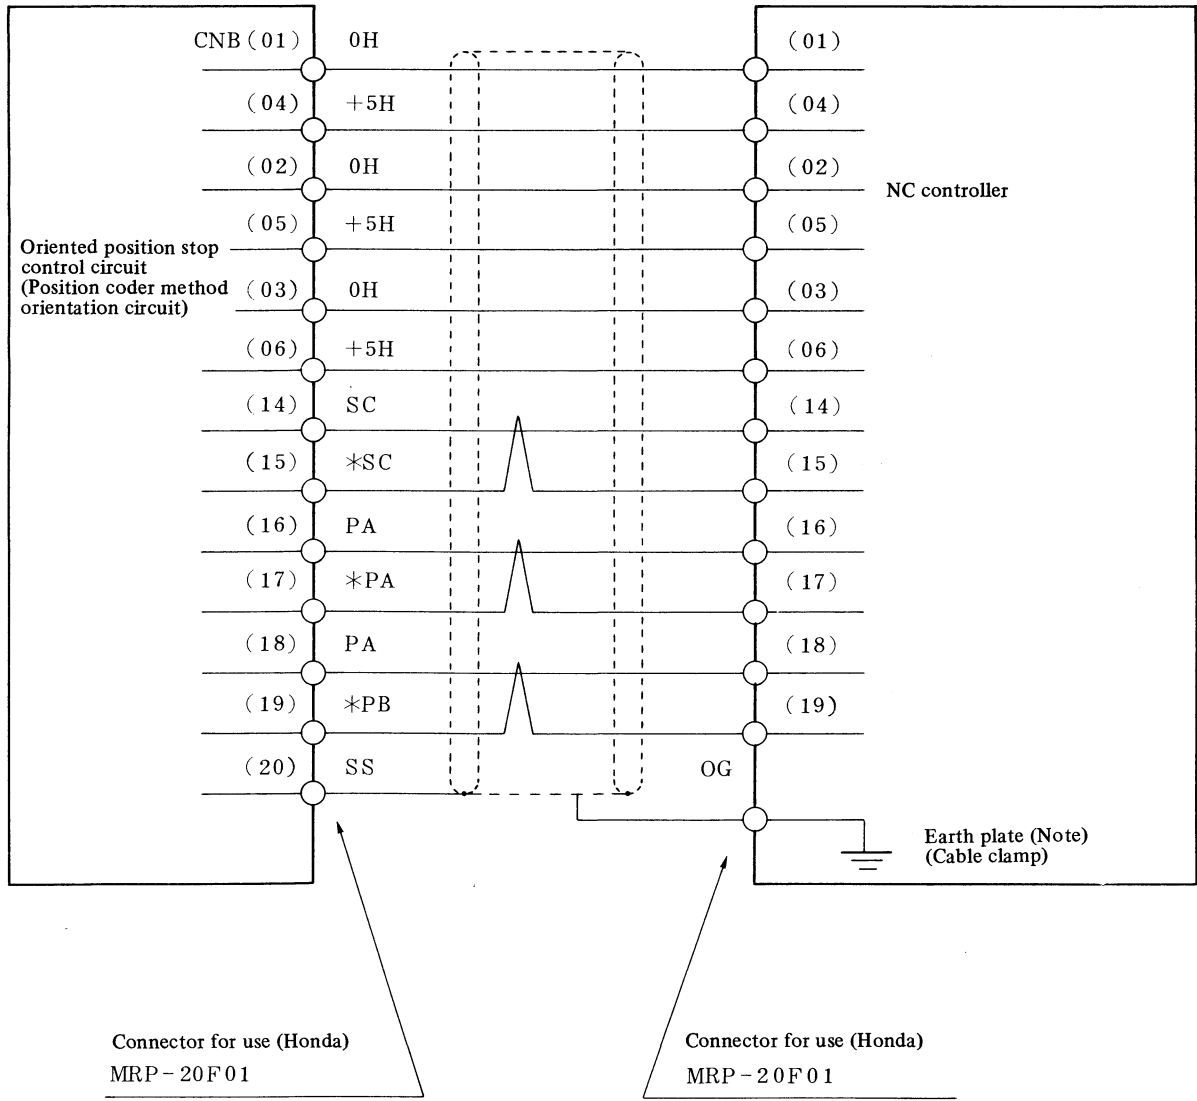 CNB (01) 0H (01)
(04) +5H (04)
(02) 0H (02)
NC controller
(05) +5H (05)
Oriented position stop
control circuit
(Position coder method
orientation circuit)
(03) 0H (03)
(06) +5H (06)
(14) SC (14)
(15) *SC (15)
(16) PA (16)
(17) *PA (17)
(18) PA (18)
(19) *PB (19)
(20) SS OG
Earth plate (Note)
(Cable clamp)
Connector for use (Honda)
MRP-20F01
Connector for use (Honda)
MRP-20F01